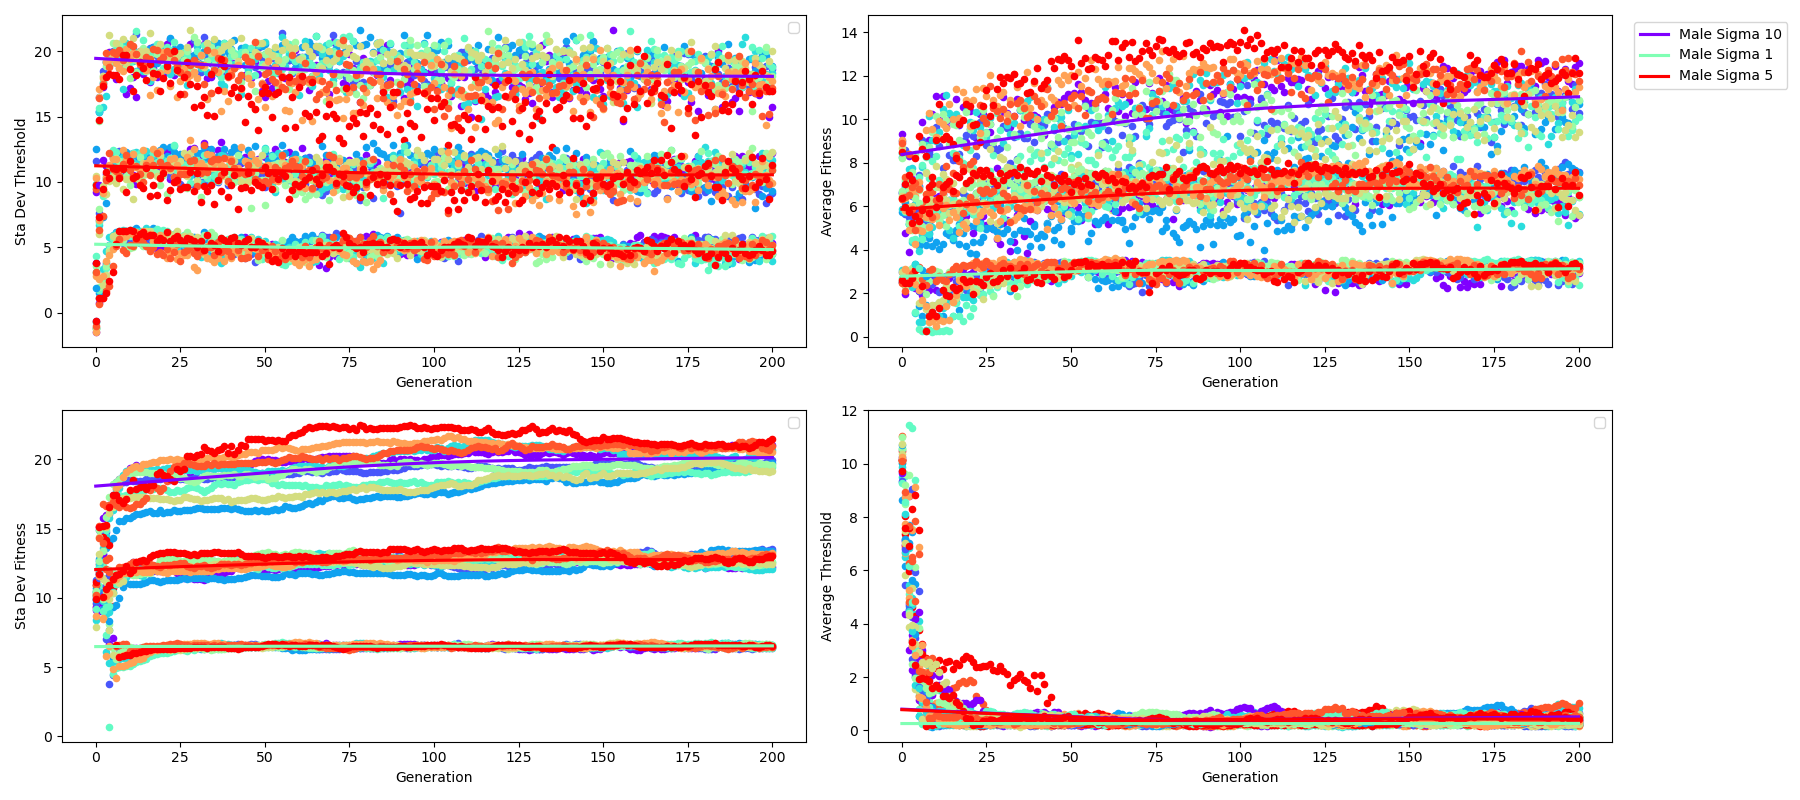 Sta Dev Threshold
20
15
10
5
0
0 25 50 75 100 125 150 175 200
Generation
Average Fitness
14
12
10
8
6
4
2
0
0 25 50 75 100 125 150 175 200
Generation
Male Sigma 10
Male Sigma 1
Male Sigma 5
Sta Dev Fitness
20
15
10
5
0
0 25 50 75 100 125 150 175 200
Generation
Average Threshold
12
10
8
6
4
2
0
0 25 50 75 100 125 150 175 200
Generation